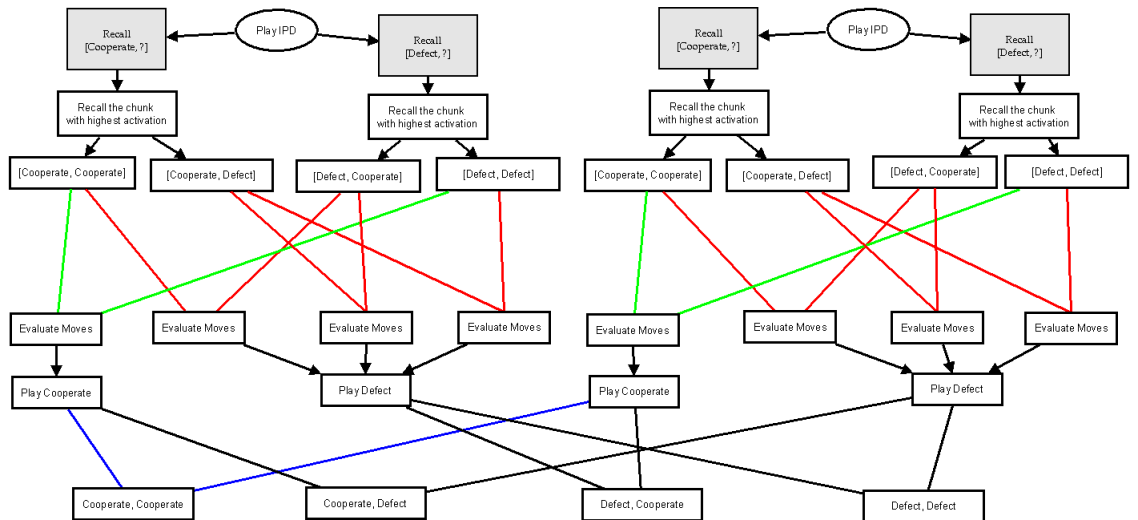 Play IPD
Recall
[Cooperate, ?]
Recall
[Defect, ?]
Play IPD
Recall
[Cooperate, ?]
Recall
[Defect, ?]
Recall the chunk
with highest activation
Recall the chunk
with highest activation
Recall the chunk
with highest activation
Recall the chunk
with highest activation
[Cooperate, Cooperate]
[Cooperate, Defect]
[Defect, Cooperate]
[Defect, Defect]
[Cooperate, Cooperate]
[Cooperate, Defect]
[Defect, Cooperate]
[Defect, Defect]
Evaluate Moves
Evaluate Moves
Evaluate Moves
Evaluate Moves
Evaluate Moves
Evaluate Moves
Evaluate Moves
Evaluate Moves
Play Cooperate
Play Defect
Play Cooperate
Play Defect
Cooperate, Cooperate
Cooperate, Defect
Defect, Cooperate
Defect, Defect